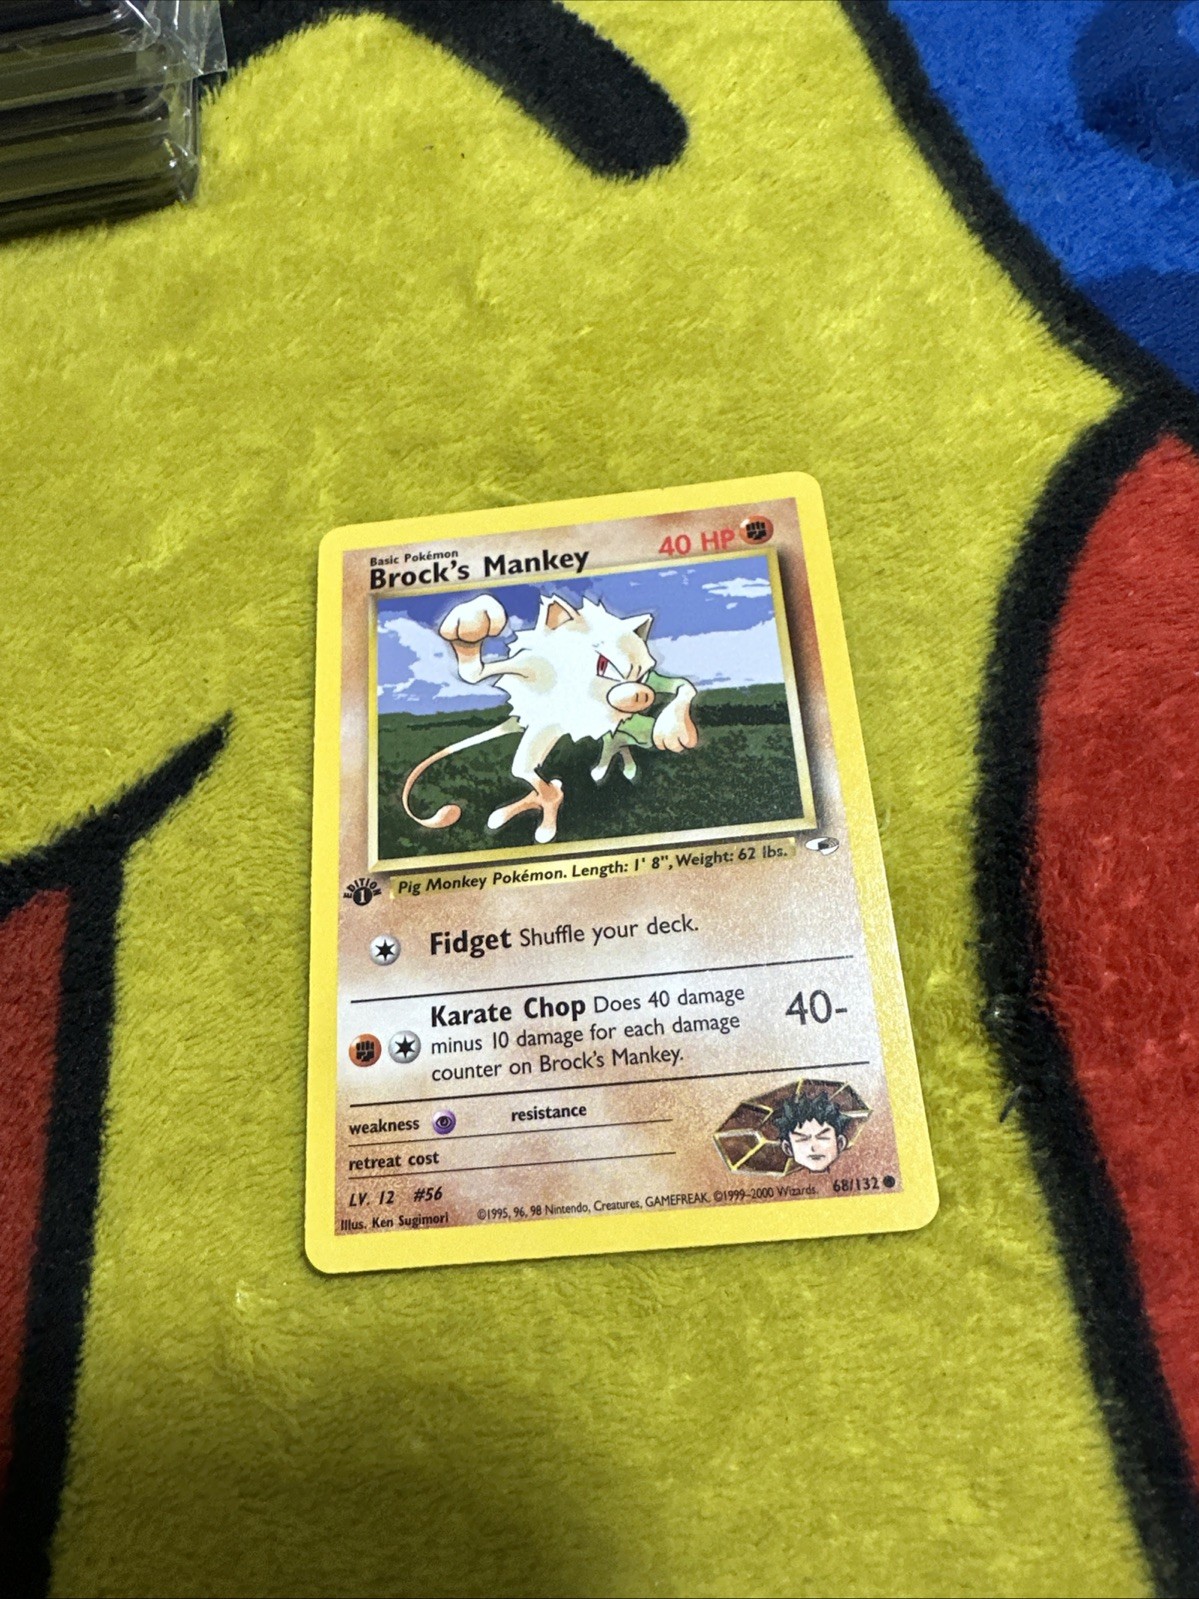 Basic Pokémon
Brock's Mankey
40 HP
EDITION
1
Pig Monkey Pokémon. Length: 1' 8", Weight: 62 lbs.
Fidget Shuffle your deck.
Karate Chop Does 40 damage
minus 10 damage for each damage
counter on Brock's Mankey.
40-
weakness
resistance
retreat cost
LV. 12 #56
Illus. Ken Sugimori
©1995, 96, 98 Nintendo, Creatures, GAMEFREAK. ©1999-2000 Wizards.
68/132